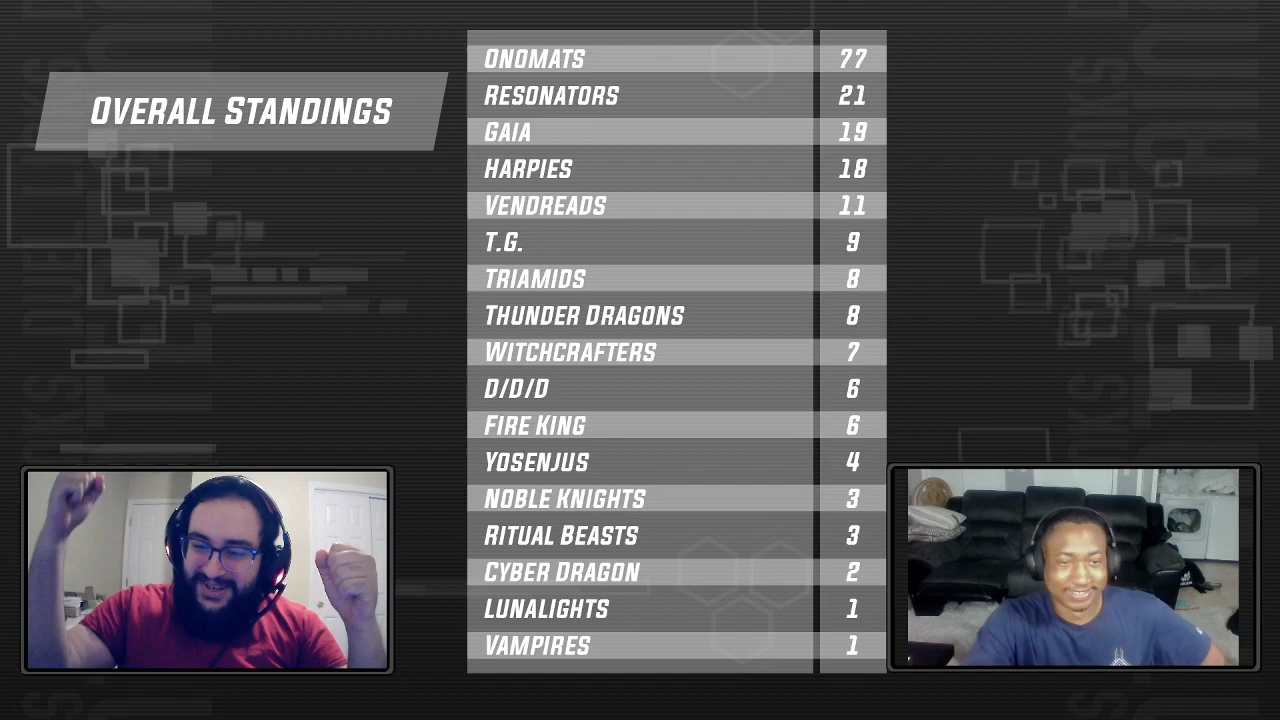 OVERALL STANDINGS
ONOMATS 77
RESONATORS 21
GAIA 19
HARPIES 18
VENDREADS 11
T.G. 9
TRIAMIDS 8
THUNDER DRAGONS 8
WITCHCRAFTERS 7
D/D/D 6
FIRE KING 6
YOSENJUS 4
NOBLE KNIGHTS 3
RITUAL BEASTS 3
CYBER DRAGON 2
LUNALIGHTS 1
VAMPIRES 1